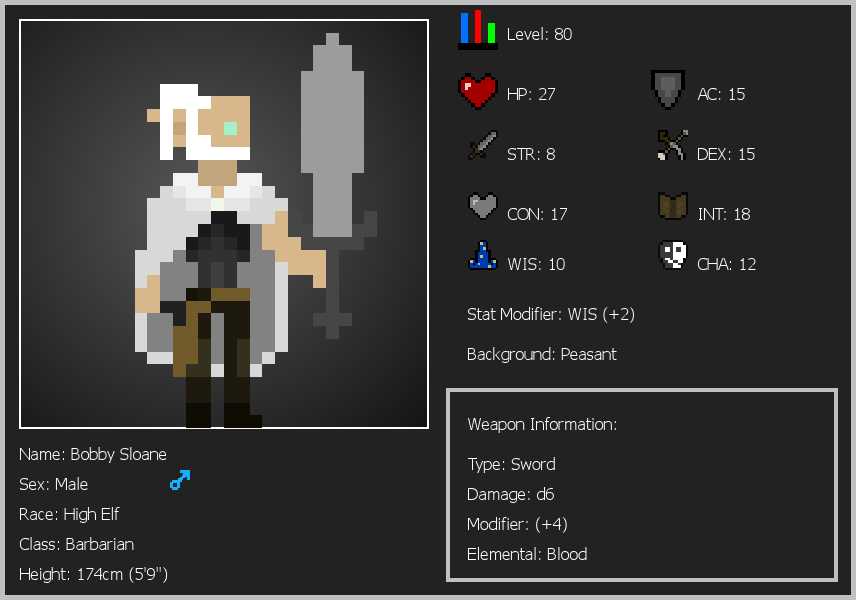 Level: 80
HP: 27
AC: 15
STR: 8
DEX: 15
CON: 17
INT: 18
WIS: 10
CHA: 12
Stat Modifier: WIS (+2)
Background: Peasant
Weapon Information:
Type: Sword
Damage: d6
Modifier: (+4)
Elemental: Blood
Name: Bobby Sloane
Sex: Male
Race: High Elf
Class: Barbarian
Height: 174cm (5'9")